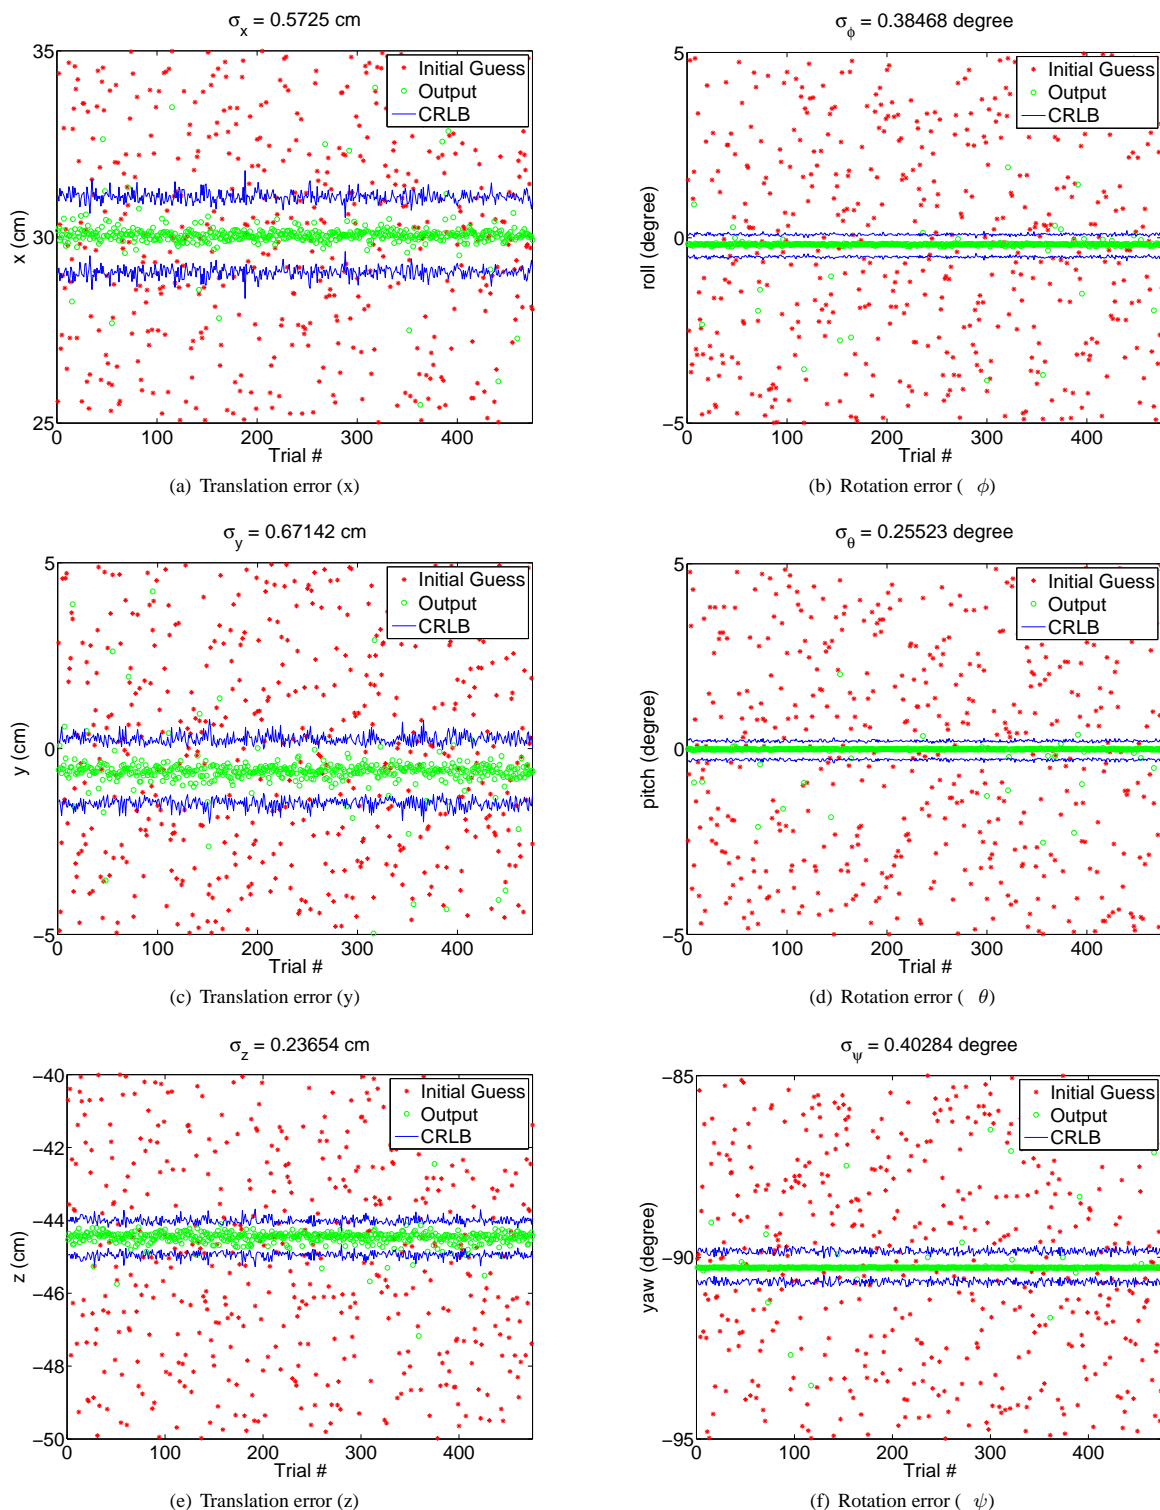 σx = 0.5725 cm
35
30
25
x (cm)
0 100 200 300 400
Trial #
Initial Guess
Output
CRLB
(a) Translation error (x)
σϕ = 0.38468 degree
5
0
−5
roll (degree)
0 100 200 300 400
Trial #
Initial Guess
Output
CRLB
(b) Rotation error ( ϕ)
σy = 0.67142 cm
5
0
−5
y (cm)
0 100 200 300 400
Trial #
Initial Guess
Output
CRLB
(c) Translation error (y)
σθ = 0.25523 degree
5
0
−5
pitch (degree)
0 100 200 300 400
Trial #
Initial Guess
Output
CRLB
(d) Rotation error ( θ)
σz = 0.23654 cm
−40
−42
−44
−46
−48
−50
z (cm)
0 100 200 300 400
Trial #
Initial Guess
Output
CRLB
(e) Translation error (z)
σψ = 0.40284 degree
−85
−90
−95
yaw (degree)
0 100 200 300 400
Trial #
Initial Guess
Output
CRLB
(f) Rotation error ( ψ)